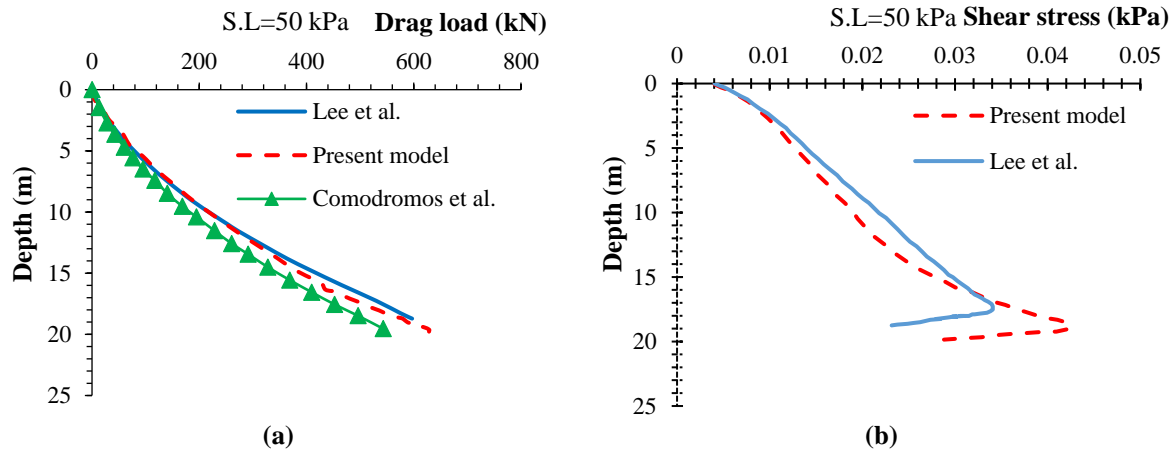 S.L=50 kPa Drag load (kN)
0 200 400 600 800
0
5
10
15
20
25
Depth (m)
Lee et al.
Present model
Comodromos et al.
(a)
S.L=50 kPa Shear stress (kPa)
0 0.01 0.02 0.03 0.04 0.05
0
5
10
15
20
25
Depth (m)
Present model
Lee et al.
(b)